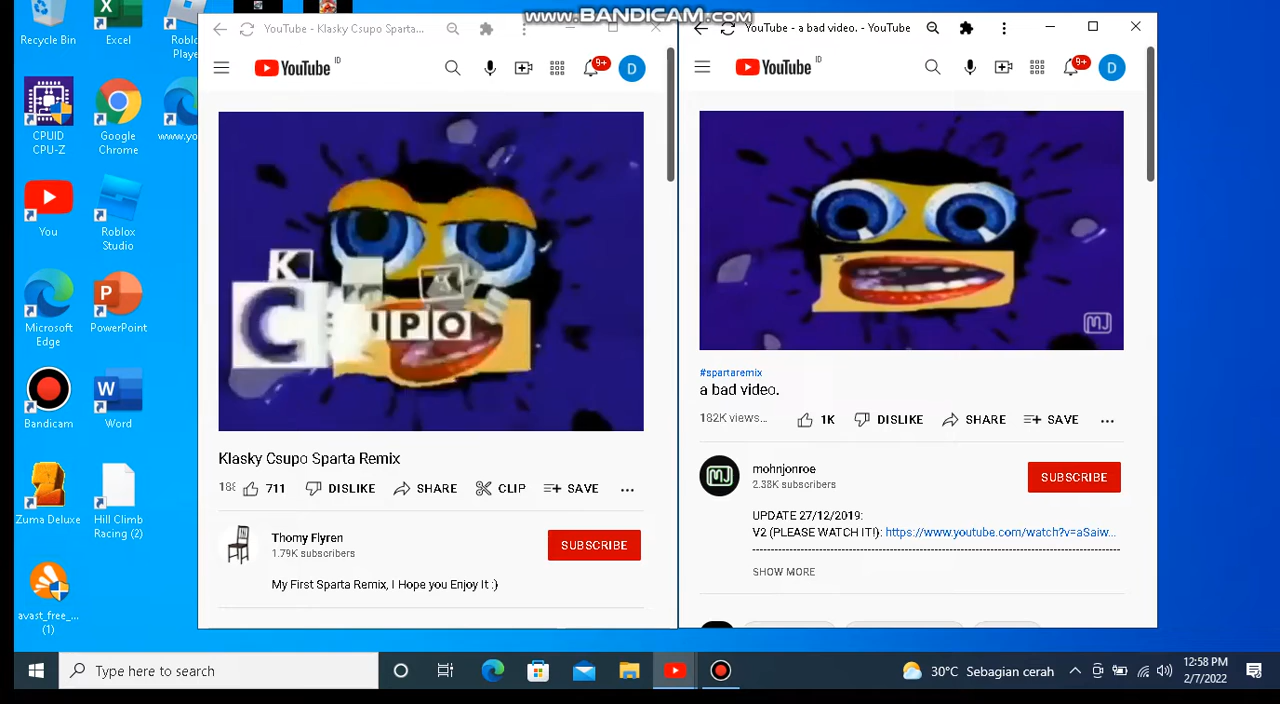 www.BANDICAM.com
Recycle Bin
Excel
CPUID
CPU-Z
Google
Chrome
You
Roblox
Studio
Microsoft
Edge
PowerPoint
Bandicam
Word
Zuma Deluxe
Hill Climb
Racing (2)
avast_free_...
(1)
YouTube - Klasky Csupo Sparta...
YouTube ID
9+
D
K
C
P O
Klasky Csupo Sparta Remix
711
DISLIKE
SHARE
CLIP
SAVE
Thomy Flyren
1.79K subscribers
SUBSCRIBE
My First Sparta Remix, I Hope you Enjoy It :)
YouTube - a bad video. - YouTube
YouTube ID
9+
D
MJ
#spartaremix
a bad video.
182K views...
1K
DISLIKE
SHARE
SAVE
MJ
mohnjonroe
2.38K subscribers
SUBSCRIBE
UPDATE 27/12/2019:
V2 (PLEASE WATCH IT!): https://www.youtube.com/watch?v=aSaiw...
SHOW MORE
Type here to search
30°C Sebagian cerah
12:58 PM
2/7/2022